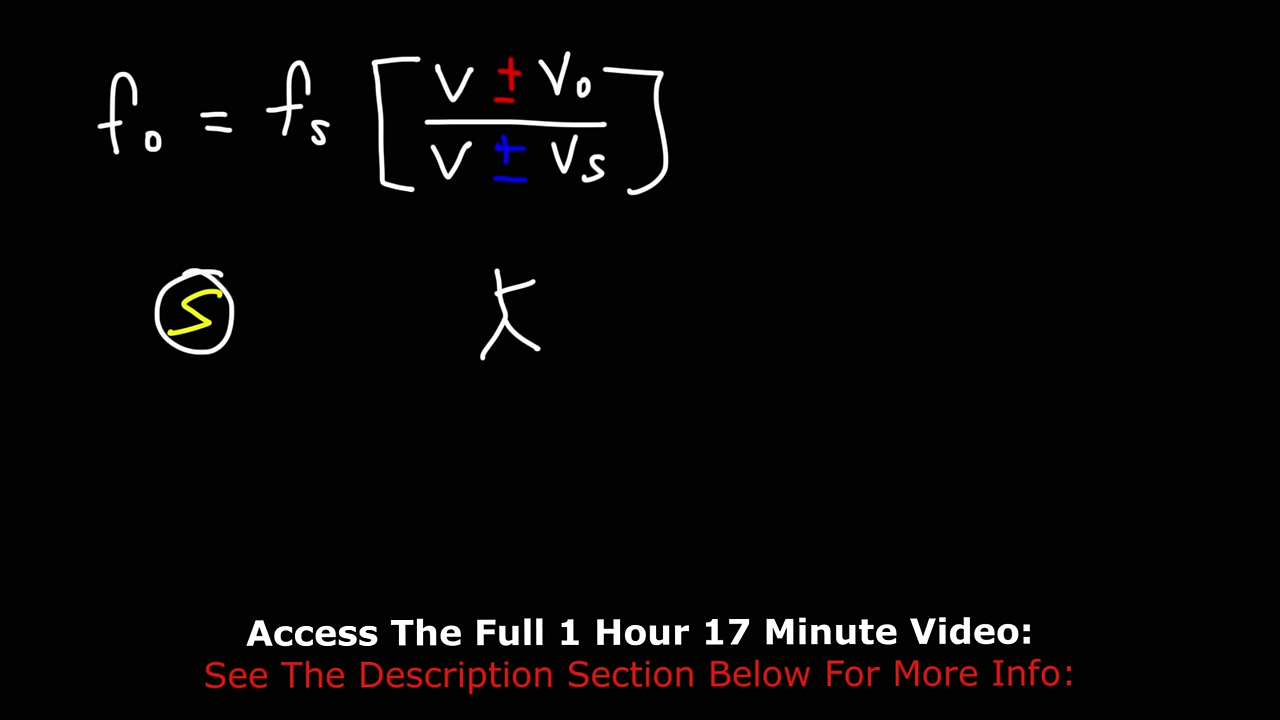 f₀ = fₛ [ (V ± V₀) / (V ± Vₛ) ]
S
Access The Full 1 Hour 17 Minute Video:
See The Description Section Below For More Info: